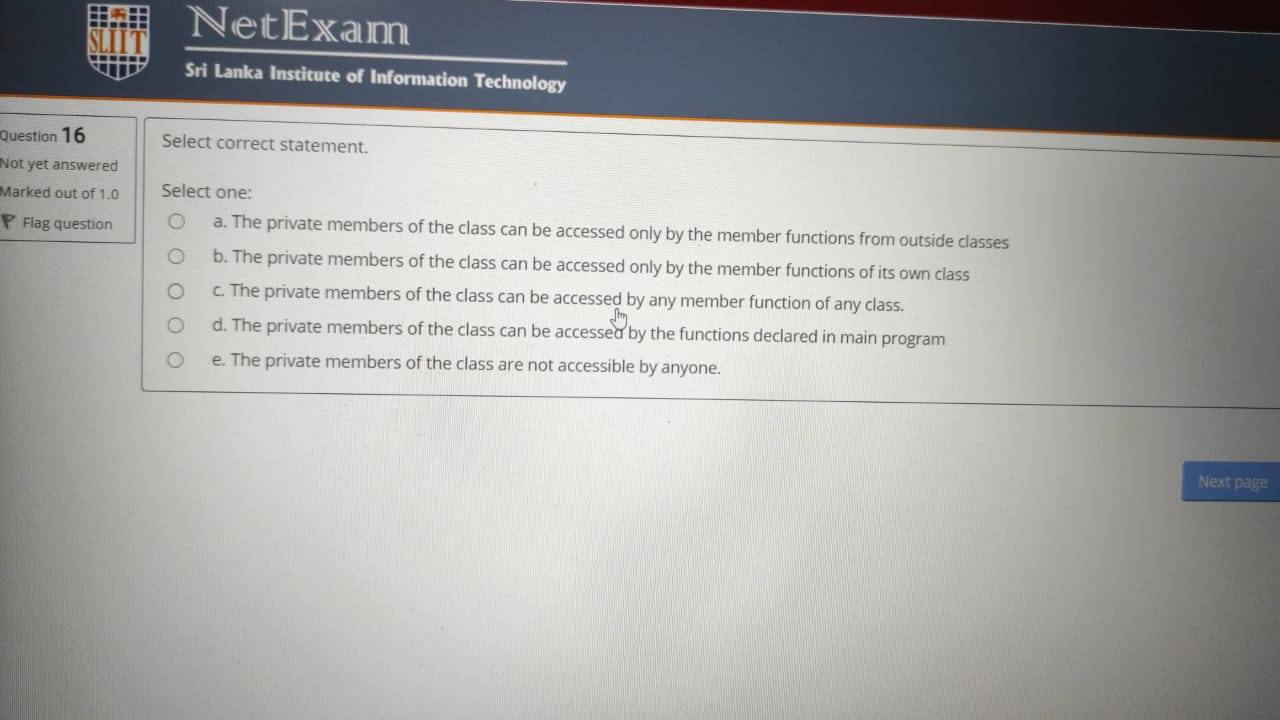 SLIIT
NetExam
Sri Lanka Institute of Information Technology
Question 16
Not yet answered
Marked out of 1.0
Flag question
Select correct statement.
Select one:
a. The private members of the class can be accessed only by the member functions from outside classes
b. The private members of the class can be accessed only by the member functions of its own class
c. The private members of the class can be accessed by any member function of any class.
d. The private members of the class can be accessed by the functions declared in main program
e. The private members of the class are not accessible by anyone.
Next page